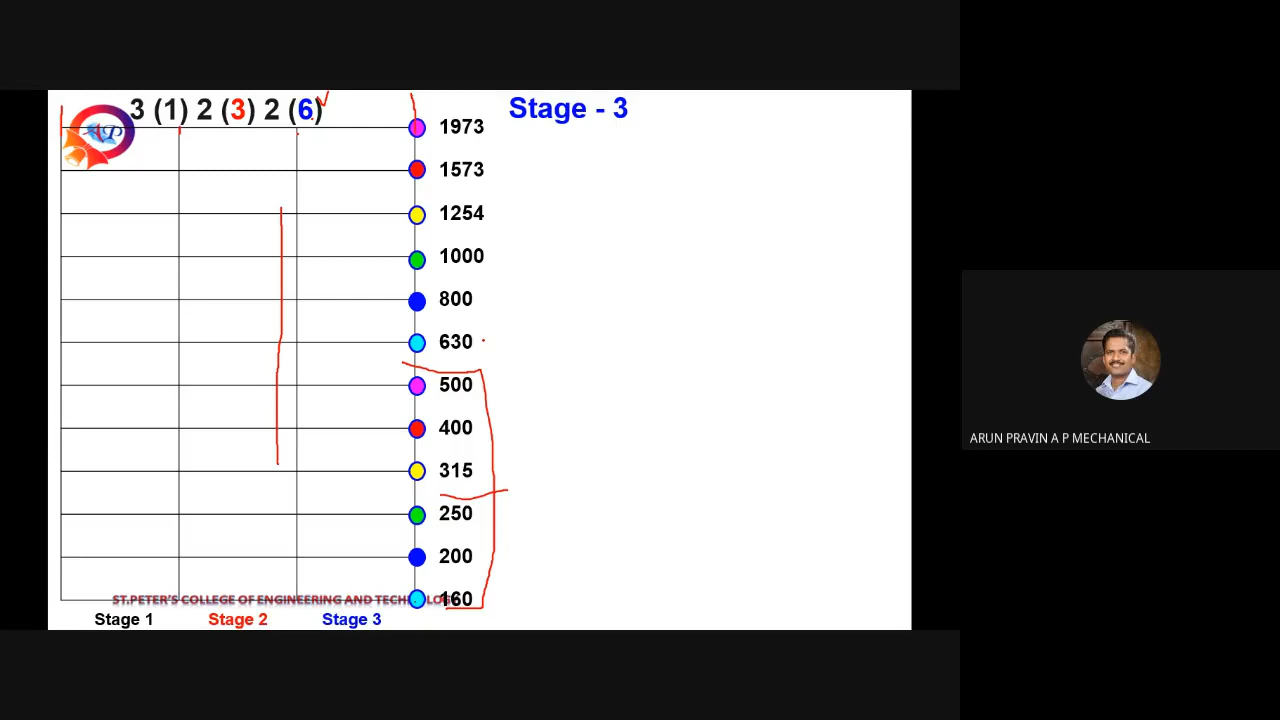 3 (1) 2 (3) 2 (6)
Stage - 3
AP
1973
1573
1254
1000
800
630
500
400
315
250
200
160
ST.PETER'S COLLEGE OF ENGINEERING AND TECHNOLOGY
Stage 1 Stage 2 Stage 3
ARUN PRAVIN A P MECHANICAL